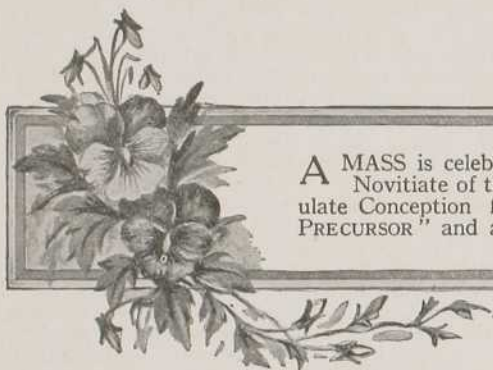 A MASS is celeb
Novitiate of t
ulate Conception
PRECURSOR" and a